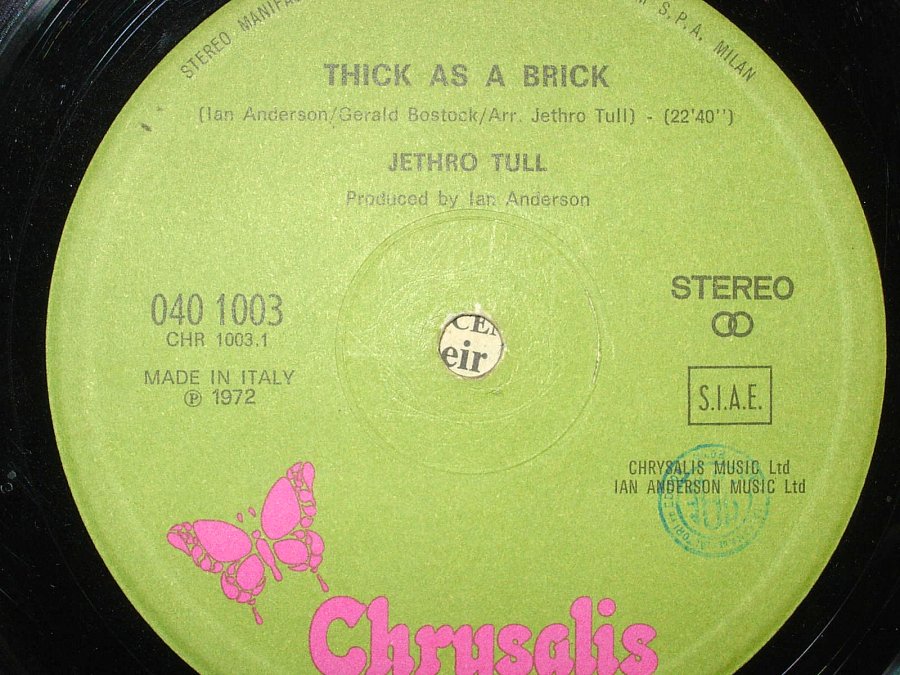 STEREO MANIFA
S.P.A. MILAN
THICK AS A BRICK
(Ian Anderson/Gerald Bostock/Arr. Jethro Tull) - (22'40'')
JETHRO TULL
Produced by Ian Anderson
040 1003
CHR 1003.1
MADE IN ITALY
℗ 1972
STEREO
S.I.A.E.
eir
CHRYSALIS MUSIC Ltd
IAN ANDERSON MUSIC Ltd
Chrysalis